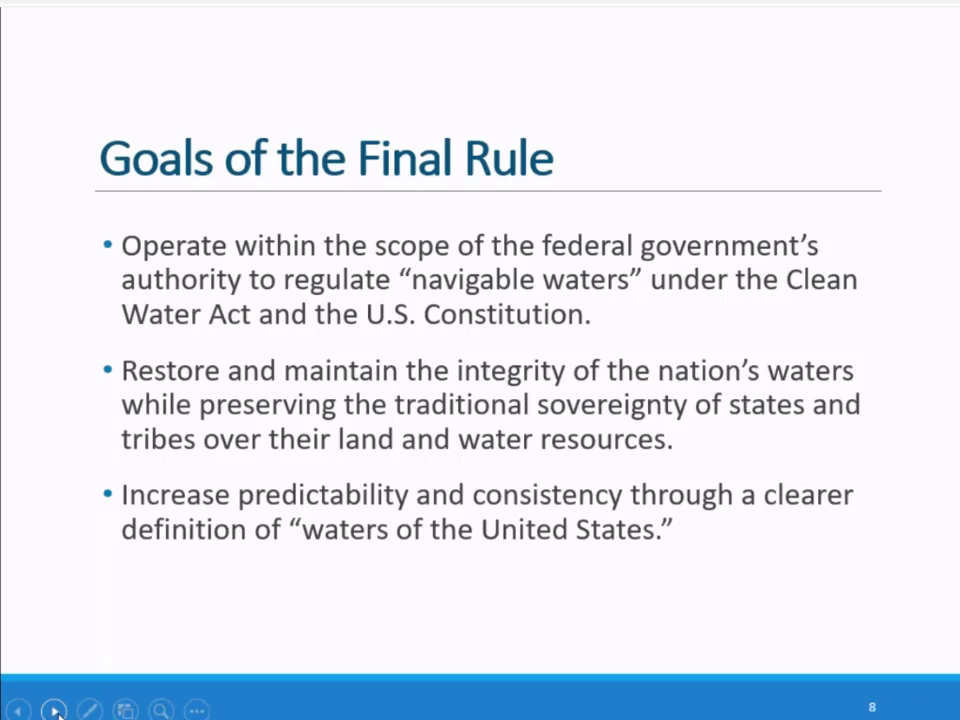 Goals of the Final Rule
• Operate within the scope of the federal government’s
authority to regulate “navigable waters” under the Clean
Water Act and the U.S. Constitution.
• Restore and maintain the integrity of the nation’s waters
while preserving the traditional sovereignty of states and
tribes over their land and water resources.
• Increase predictability and consistency through a clearer
definition of “waters of the United States.”
8